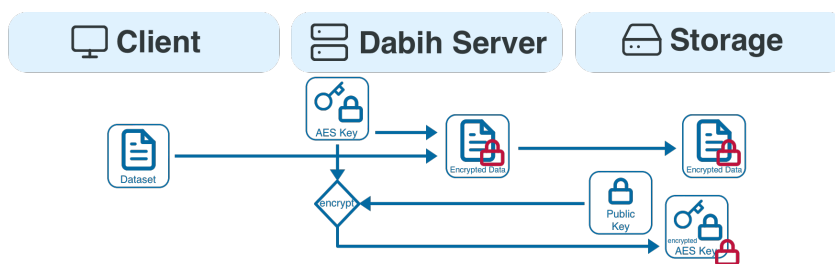 Client
Dabih Server
Storage
AES Key
Dataset
Encrypted Data
Encrypted Data
encrypt
Public
Key
encrypted
AES Key